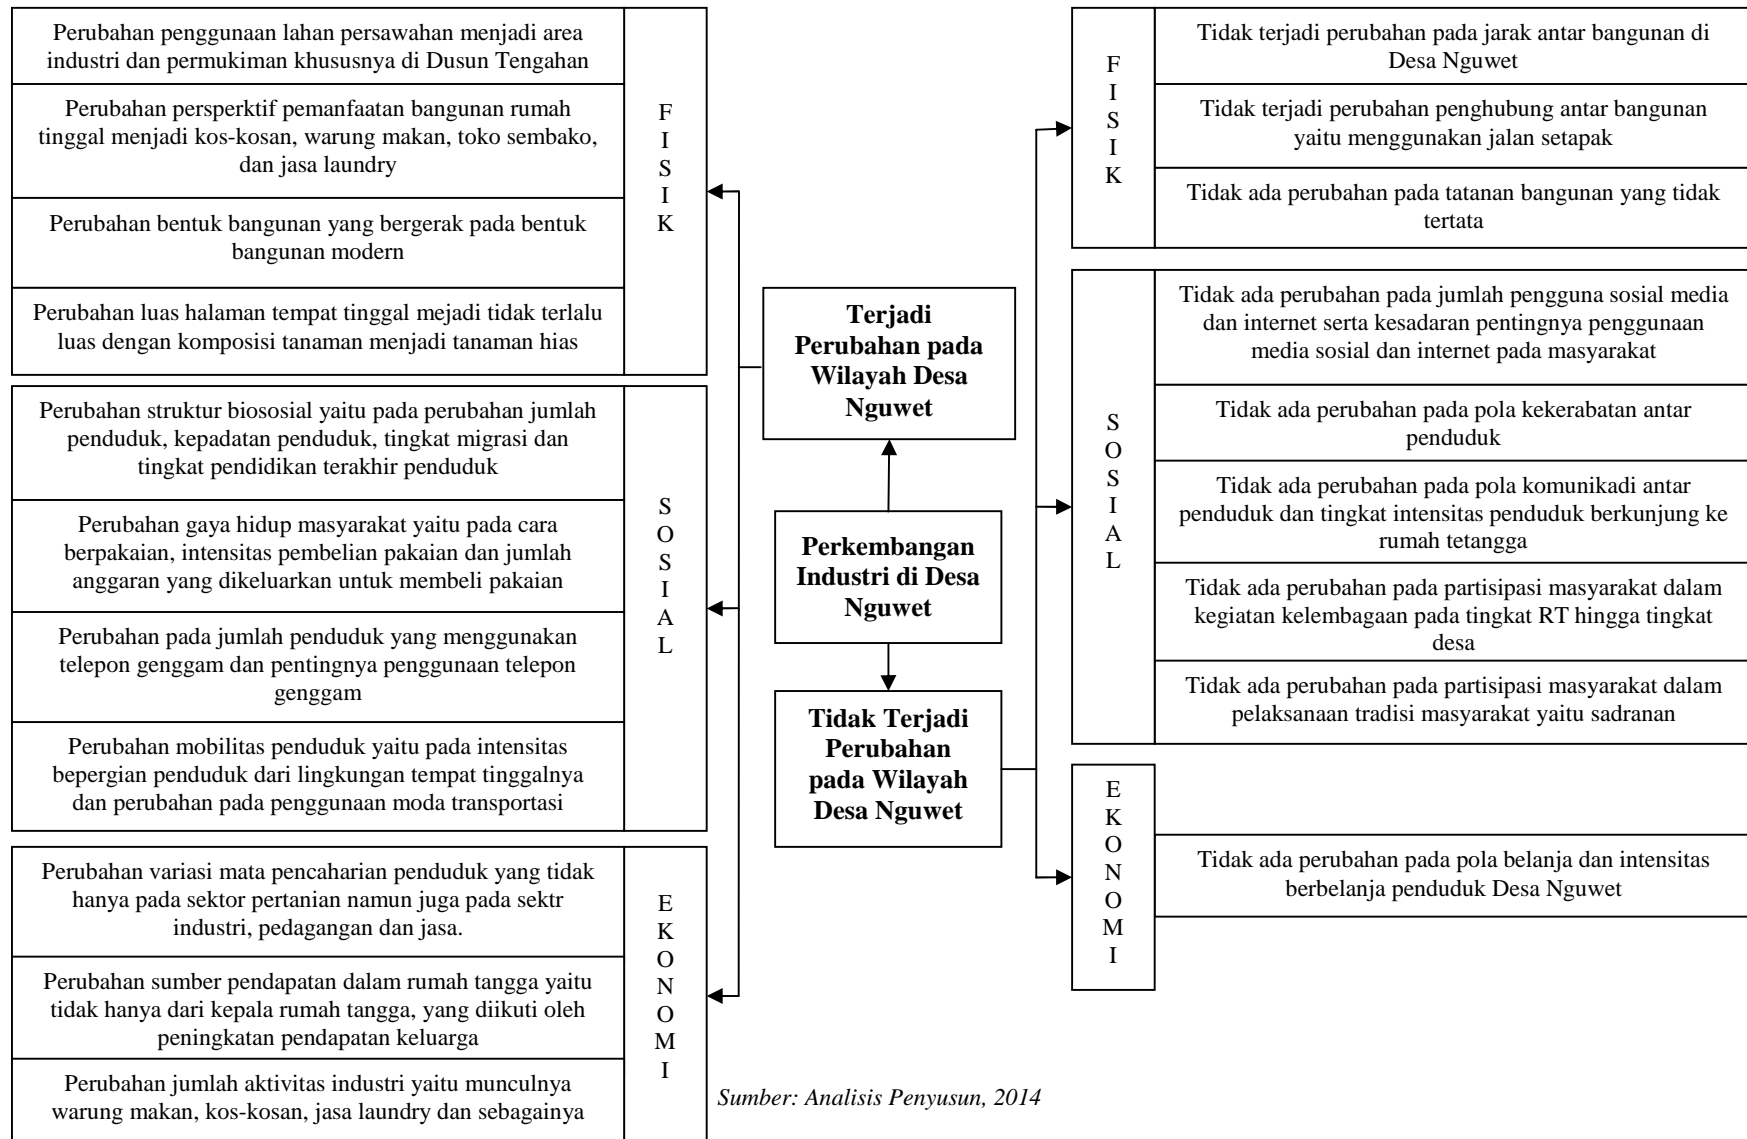 Perubahan penggunaan lahan persawahan menjadi area
industri dan permukiman khususnya di Dusun Tengahan
Perubahan persperktif pemanfaatan bangunan rumah
tinggal menjadi kos-kosan, warung makan, toko sembako,
dan jasa laundry
Perubahan bentuk bangunan yang bergerak pada bentuk
bangunan modern
Perubahan luas halaman tempat tinggal mejadi tidak terlalu
luas dengan komposisi tanaman menjadi tanaman hias
F
I
S
I
K
Perubahan struktur biososial yaitu pada perubahan jumlah
penduduk, kepadatan penduduk, tingkat migrasi dan
tingkat pendidikan terakhir penduduk
Perubahan gaya hidup masyarakat yaitu pada cara
berpakaian, intensitas pembelian pakaian dan jumlah
anggaran yang dikeluarkan untuk membeli pakaian
Perubahan pada jumlah penduduk yang menggunakan
telepon genggam dan pentingnya penggunaan telepon
genggam
Perubahan mobilitas penduduk yaitu pada intensitas
bepergian penduduk dari lingkungan tempat tinggalnya
dan perubahan pada penggunaan moda transportasi
S
O
S
I
A
L
Perubahan variasi mata pencaharian penduduk yang tidak
hanya pada sektor pertanian namun juga pada sektr
industri, pedagangan dan jasa.
Perubahan sumber pendapatan dalam rumah tangga yaitu
tidak hanya dari kepala rumah tangga, yang diikuti oleh
peningkatan pendapatan keluarga
Perubahan jumlah aktivitas industri yaitu munculnya
warung makan, kos-kosan, jasa laundry dan sebagainya
E
K
O
N
O
M
I
Terjadi
Perubahan pada
Wilayah Desa
Nguwet
Perkembangan
Industri di Desa
Nguwet
Tidak Terjadi
Perubahan
pada Wilayah
Desa Nguwet
F
I
S
I
K
Tidak terjadi perubahan pada jarak antar bangunan di
Desa Nguwet
Tidak terjadi perubahan penghubung antar bangunan
yaitu menggunakan jalan setapak
Tidak ada perubahan pada tatanan bangunan yang tidak
tertata
S
O
S
I
A
L
Tidak ada perubahan pada jumlah pengguna sosial media
dan internet serta kesadaran pentingnya penggunaan
media sosial dan internet pada masyarakat
Tidak ada perubahan pada pola kekerabatan antar
penduduk
Tidak ada perubahan pada pola komunikadi antar
penduduk dan tingkat intensitas penduduk berkunjung ke
rumah tetangga
Tidak ada perubahan pada partisipasi masyarakat dalam
kegiatan kelembagaan pada tingkat RT hingga tingkat
desa
Tidak ada perubahan pada partisipasi masyarakat dalam
pelaksanaan tradisi masyarakat yaitu sadranan
E
K
O
N
O
M
I
Tidak ada perubahan pada pola belanja dan intensitas
berbelanja penduduk Desa Nguwet
Sumber: Analisis Penyusun, 2014